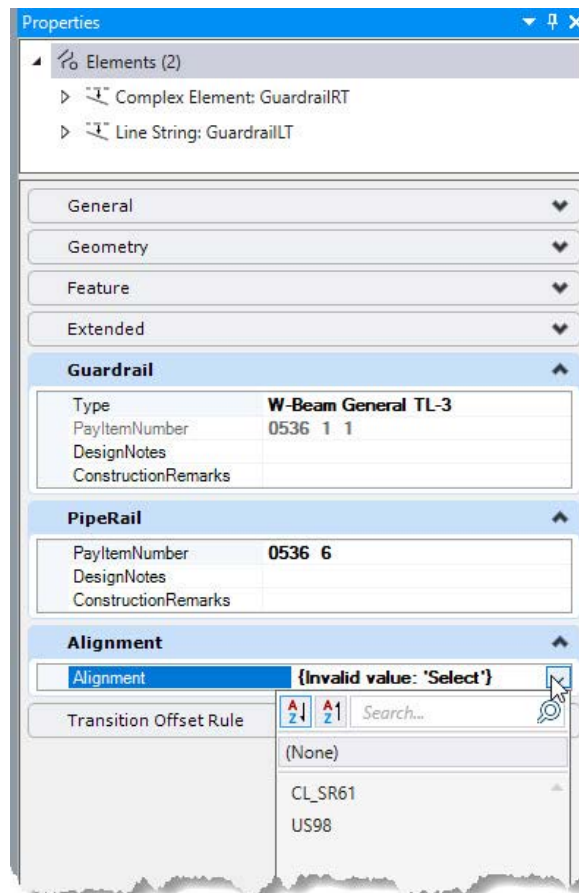 Properties
Elements (2)
Complex Element: GuardrailRT
Line String: GuardrailLT
General
Geometry
Feature
Extended
Guardrail
Type W-Beam General TL-3
PayItemNumber 0536 1 1
DesignNotes
ConstructionRemarks
PipeRail
PayItemNumber 0536 6
DesignNotes
ConstructionRemarks
Alignment
Alignment {Invalid value: 'Select'}
Transition Offset Rule
Search...
(None)
CL_SR61
US98